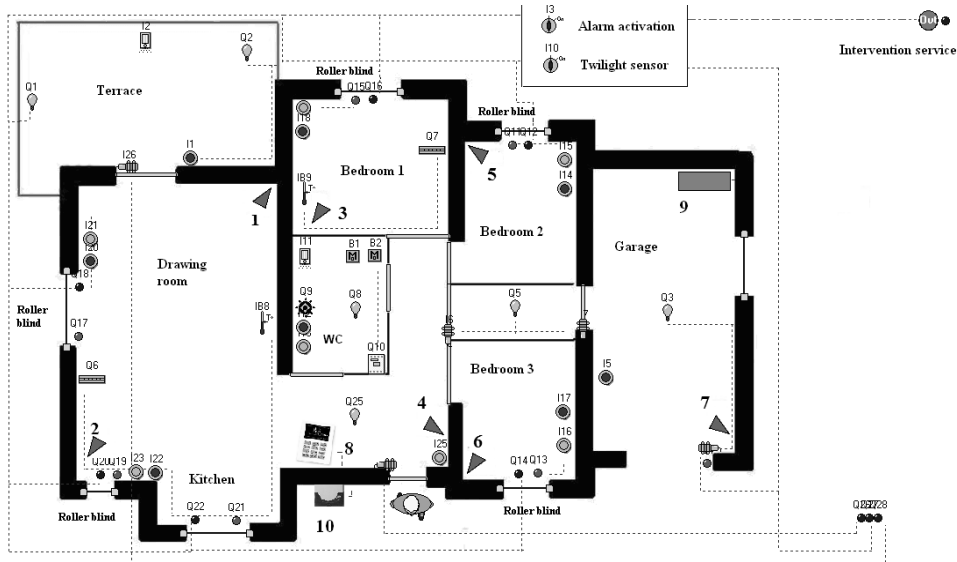 I3
Alarm activation
Out
I10
Twilight sensor
Intervention service
I2
Q2
Q1
Terrace
Roller blind
Q15
Q16
I18
Q7
Bedroom 1
Roller blind
Q11
Q12
I15
I14
5
I26
I1
1
IB9
T
3
9
I21
I20
Q18
Drawing
room
Bedroom 2
Garage
I11
B1
B2
Roller
blind
Q17
IB8
T
Q9
Q8
WC
Q10
Q5
Q3
Q6
Bedroom 3
I5
Q25
I17
I16
2
4
I25
6
7
8
Q20
Q19
I23
I22
Kitchen
Q14
Q13
Roller blind
Q22
Q21
10
Roller blind